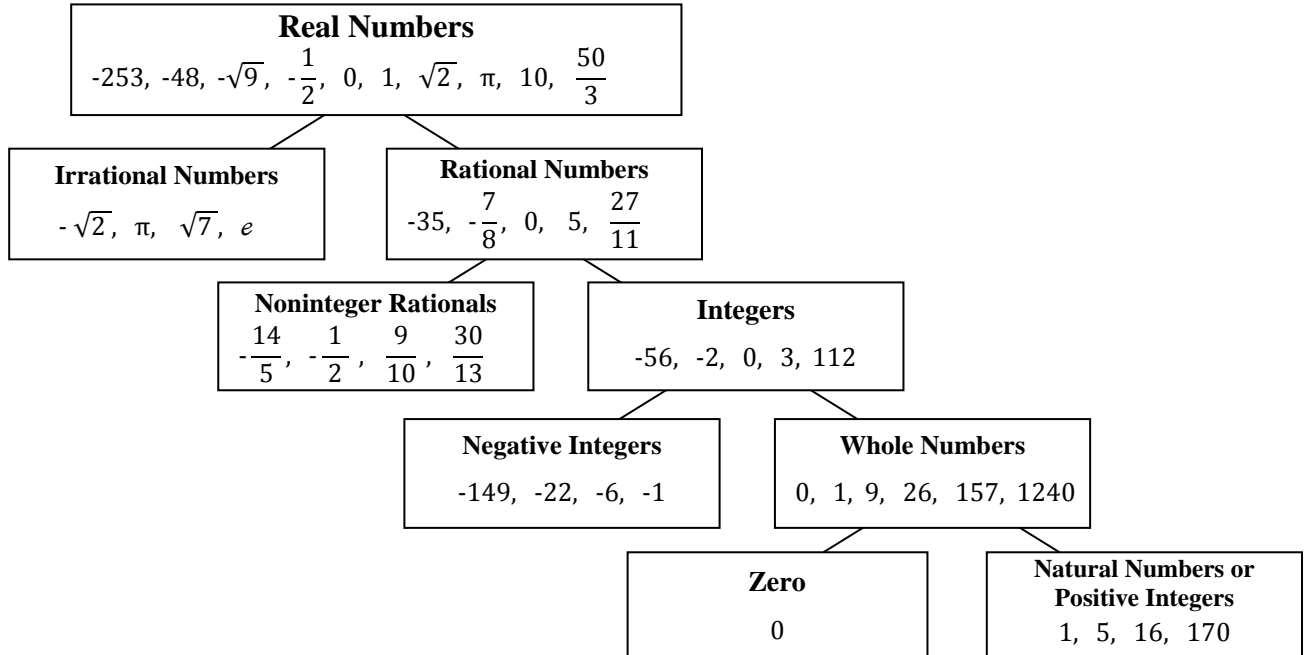 Real Numbers
-253, -48, -√9, -1/2, 0, 1, √2, π, 10, 50/3
Irrational Numbers
-√2, π, √7, e
Rational Numbers
-35, -7/8, 0, 5, 27/11
Noninteger Rationals
-14/5, -1/2, 9/10, 30/13
Integers
-56, -2, 0, 3, 112
Negative Integers
-149, -22, -6, -1
Whole Numbers
0, 1, 9, 26, 157, 1240
Zero
0
Natural Numbers or
Positive Integers
1, 5, 16, 170